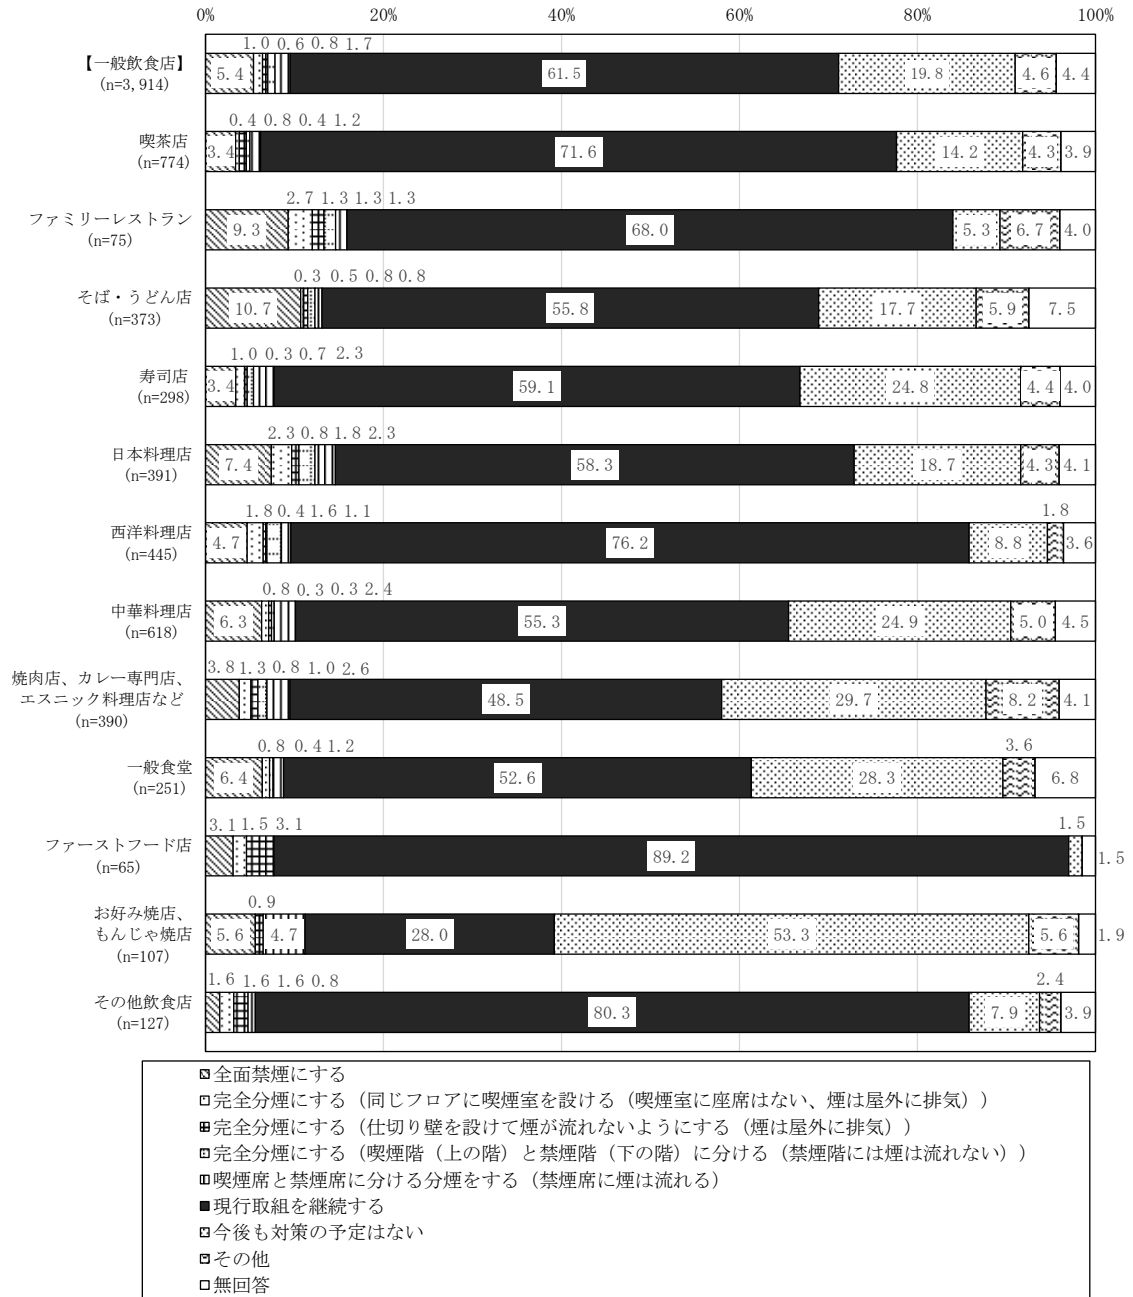 0% 20% 40% 60% 80% 100%
1.0 0.6 0.8 1.7
【一般飲食店】
(n=3,914)
5.4 61.5 19.8 4.6 4.4
0.4 0.8 0.4 1.2
喫茶店
(n=774)
3.4 71.6 14.2 4.3 3.9
2.7 1.3 1.3 1.3
ファミリーレストラン
(n=75)
9.3 68.0 5.3 6.7 4.0
0.3 0.5 0.8 0.8
そば・うどん店
(n=373)
10.7 55.8 17.7 5.9 7.5
1.0 0.3 0.7 2.3
寿司店
(n=298)
3.4 59.1 24.8 4.4 4.0
2.3 0.8 1.8 2.3
日本料理店
(n=391)
7.4 58.3 18.7 4.3 4.1
1.8 0.4 1.6 1.1 1.8
西洋料理店
(n=445)
4.7 76.2 8.8 3.6
0.8 0.3 0.3 2.4
中華料理店
(n=618)
6.3 55.3 24.9 5.0 4.5
3.8 1.3 0.8 1.0 2.6
焼肉店、カレー専門店、
エスニック料理店など
(n=390)
48.5 29.7 8.2 4.1
0.8 0.4 1.2 3.6
一般食堂
(n=251)
6.4 52.6 28.3 6.8
3.1 1.5 3.1 1.5
ファーストフード店
(n=65)
89.2 1.5
0.9
お好み焼店、
もんじゃ焼店
(n=107)
5.6 4.7 28.0 53.3 5.6 1.9
1.6 1.6 1.6 0.8 2.4
その他飲食店
(n=127)
80.3 7.9 3.9
全面禁煙にする
完全分煙にする（同じフロアに喫煙室を設ける（喫煙室に座席はない、煙は屋外に排気））
完全分煙にする（仕切り壁を設けて煙が流れないようにする（煙は屋外に排気））
完全分煙にする（喫煙階（上の階）と禁煙階（下の階）に分ける（禁煙階には煙は流れない））
喫煙席と禁煙席に分ける分煙をする（禁煙席に煙は流れる）
現行取組を継続する
今後も対策の予定はない
その他
無回答